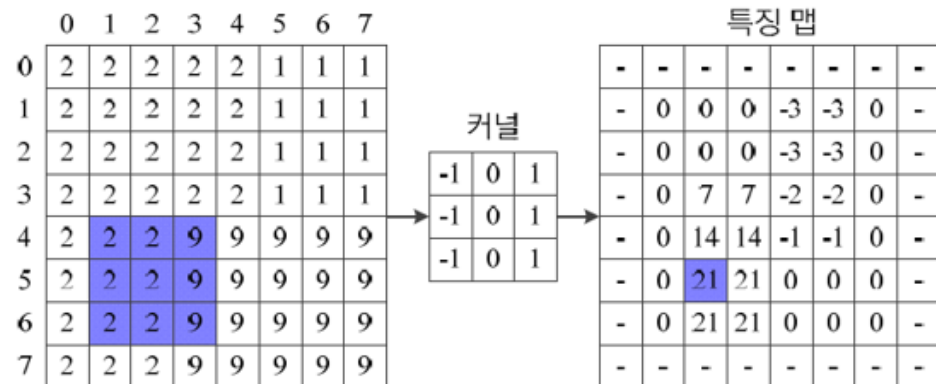 특징 맵
0 1 2 3 4 5 6 7
0 2 2 2 2 2 1 1 1 - - - - - - - -
1 2 2 2 2 2 1 1 1 - 0 0 0 -3 -3 0 -
커널
2 2 2 2 2 2 1 1 1 -1 0 1 - 0 0 0 -3 -3 0 -
3 2 2 2 2 2 1 1 1 -1 0 1 - 0 7 7 -2 -2 0 -
4 2 2 2 9 9 9 9 9 -1 0 1 - 0 14 14 -1 -1 0 -
5 2 2 2 9 9 9 9 9 - 0 21 21 0 0 0 -
6 2 2 2 9 9 9 9 9 - 0 21 21 0 0 0 -
7 2 2 2 9 9 9 9 9 - - - - - - - -